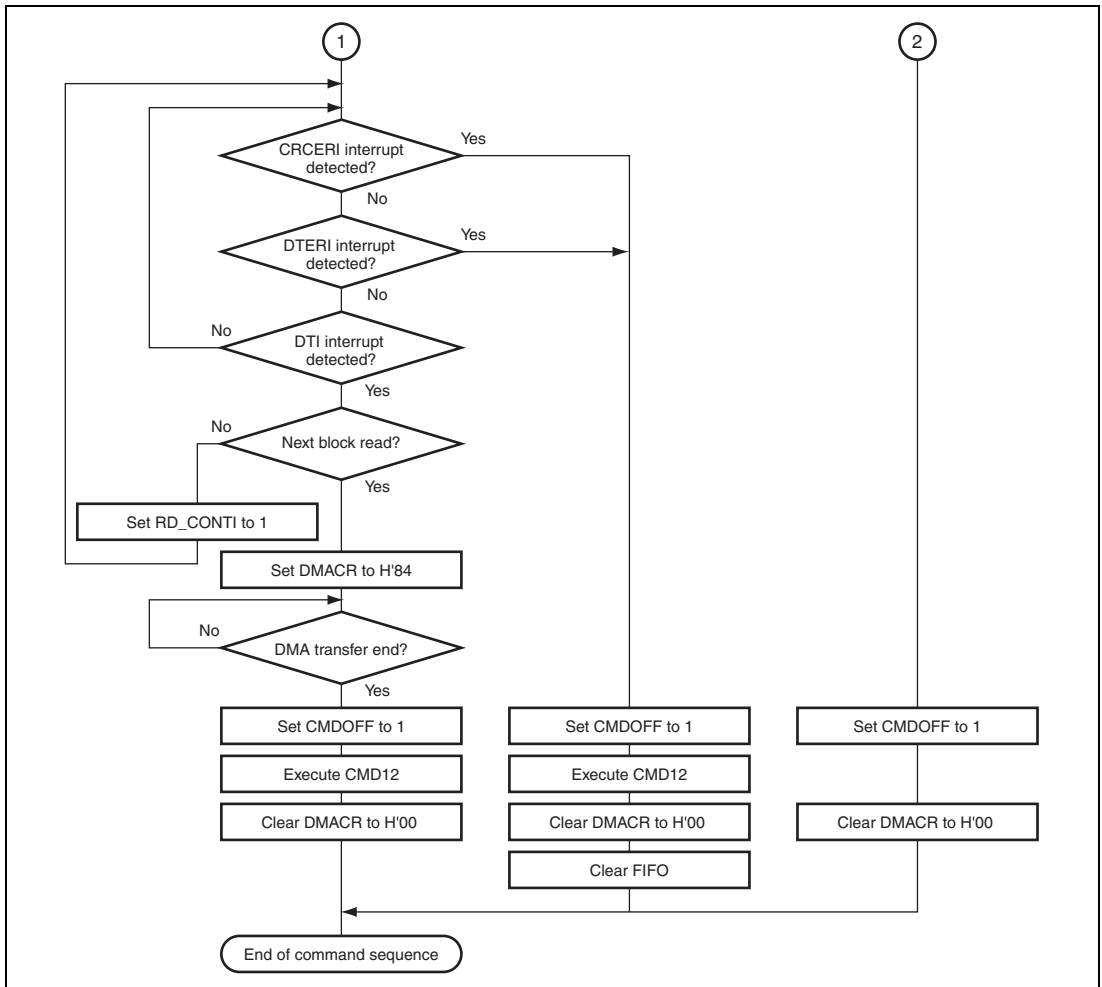 1
2
CRCERI interrupt
detected?
Yes
No
DTERI interrupt
detected?
Yes
No
No
DTI interrupt
detected?
Yes
No
Next block read?
Yes
Set RD_CONTI to 1
Set DMACR to H'84
No
DMA transfer end?
Yes
Set CMDOFF to 1
Set CMDOFF to 1
Set CMDOFF to 1
Execute CMD12
Execute CMD12
Clear DMACR to H'00
Clear DMACR to H'00
Clear DMACR to H'00
Clear FIFO
End of command sequence